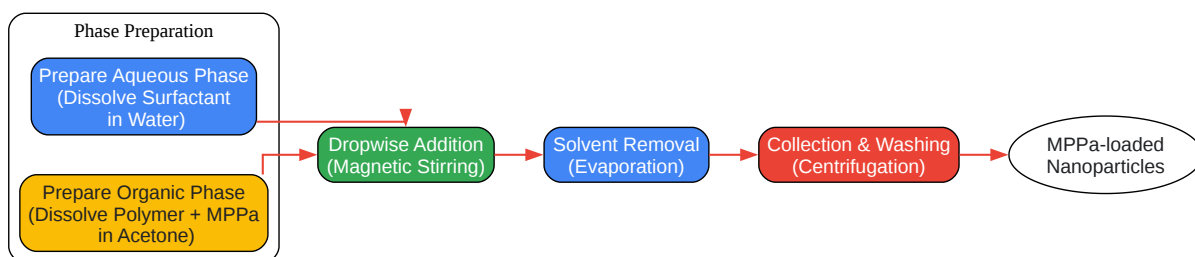 Phase Preparation
Prepare Aqueous Phase
(Dissolve Surfactant
in Water)
Prepare Organic Phase
(Dissolve Polymer + MPPa
in Acetone)
Dropwise Addition
(Magnetic Stirring)
Solvent Removal
(Evaporation)
Collection & Washing
(Centrifugation)
MPPa-loaded
Nanoparticles